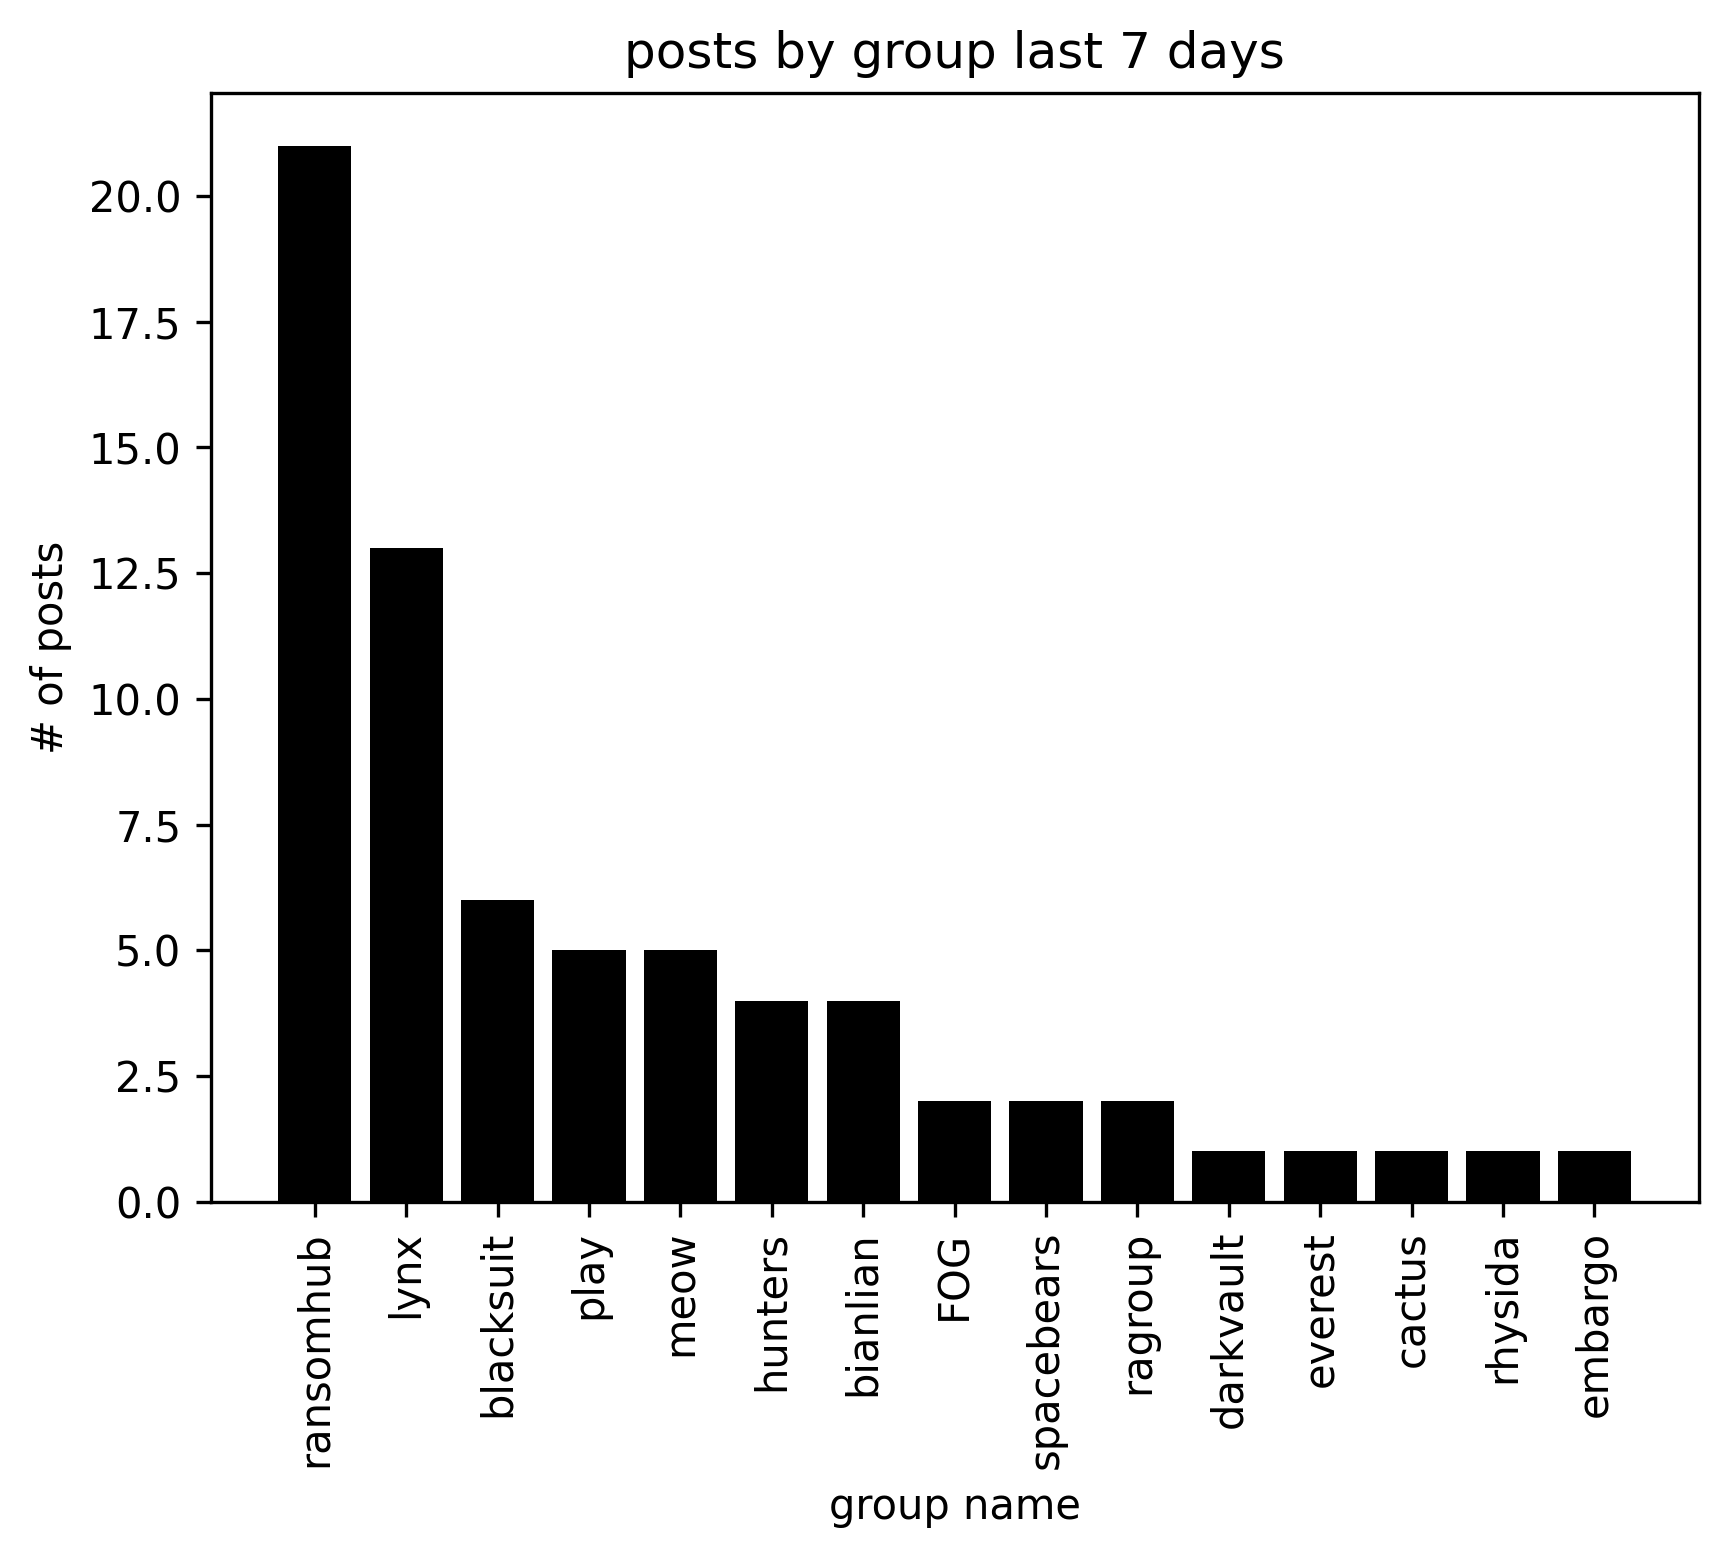 posts by group last 7 days
# of posts
20.0
17.5
15.0
12.5
10.0
7.5
5.0
2.5
0.0
ransomhub
lynx
blacksuit
play
meow
hunters
bianlian
FOG
spacebears
ragroup
darkvault
everest
cactus
rhysida
embargo
group name